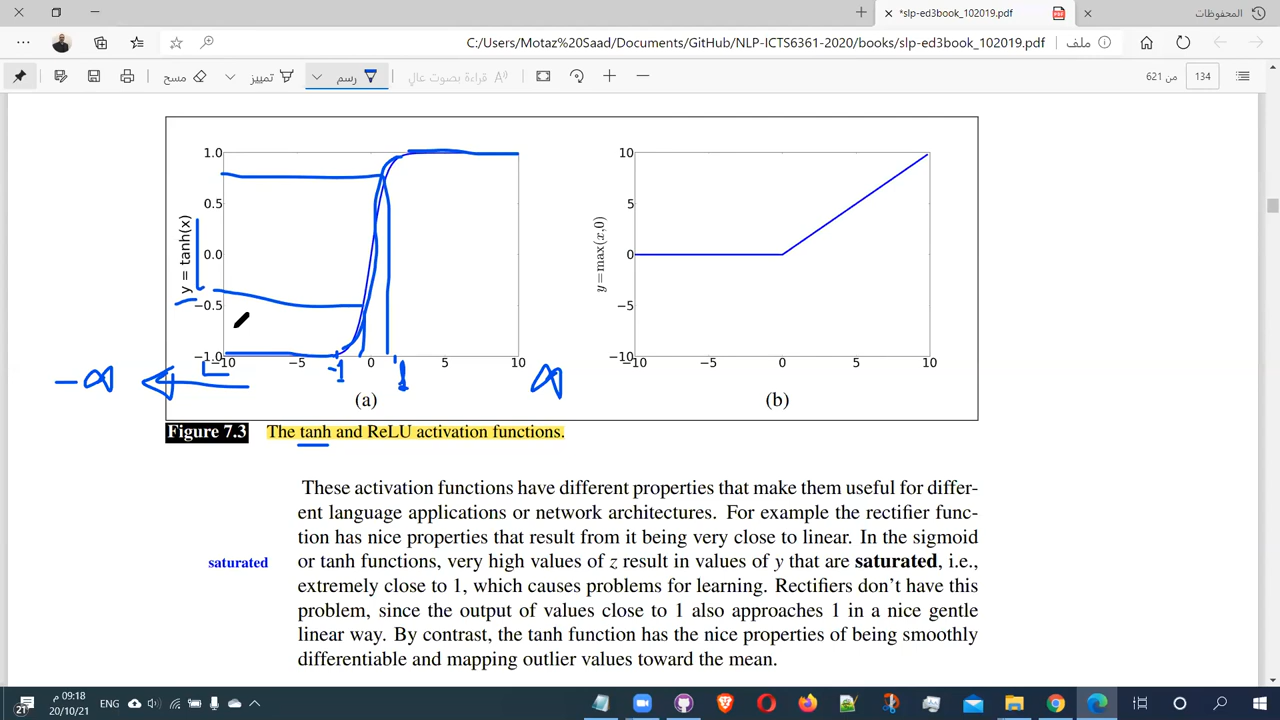 *slp-ed3book_102019.pdf
المحفوظات
C:/Users/Motaz%20Saad/Documents/GitHub/NLP-ICTS6361-2020/books/slp-ed3book_102019.pdf
ملف
مسح
تمييز
رسم
قراءة بصوت عالٍ
من 621
134
1.0
0.5
0.0
−0.5
−1.0
y = tanh(x)
−10
−5
0
5
10
-1
1
−∞
∞
(a)
10
5
0
−5
−10
y=max(x,0)
−10
−5
0
5
10
(b)
Figure 7.3 The tanh and ReLU activation functions.
These activation functions have different properties that make them useful for differ-
ent language applications or network architectures. For example the rectifier func-
tion has nice properties that result from it being very close to linear. In the sigmoid
saturated
or tanh functions, very high values of z result in values of y that are saturated, i.e.,
extremely close to 1, which causes problems for learning. Rectifiers don't have this
problem, since the output of values close to 1 also approaches 1 in a nice gentle
linear way. By contrast, the tanh function has the nice properties of being smoothly
differentiable and mapping outlier values toward the mean.
09:18 م
20/10/21
21
ENG